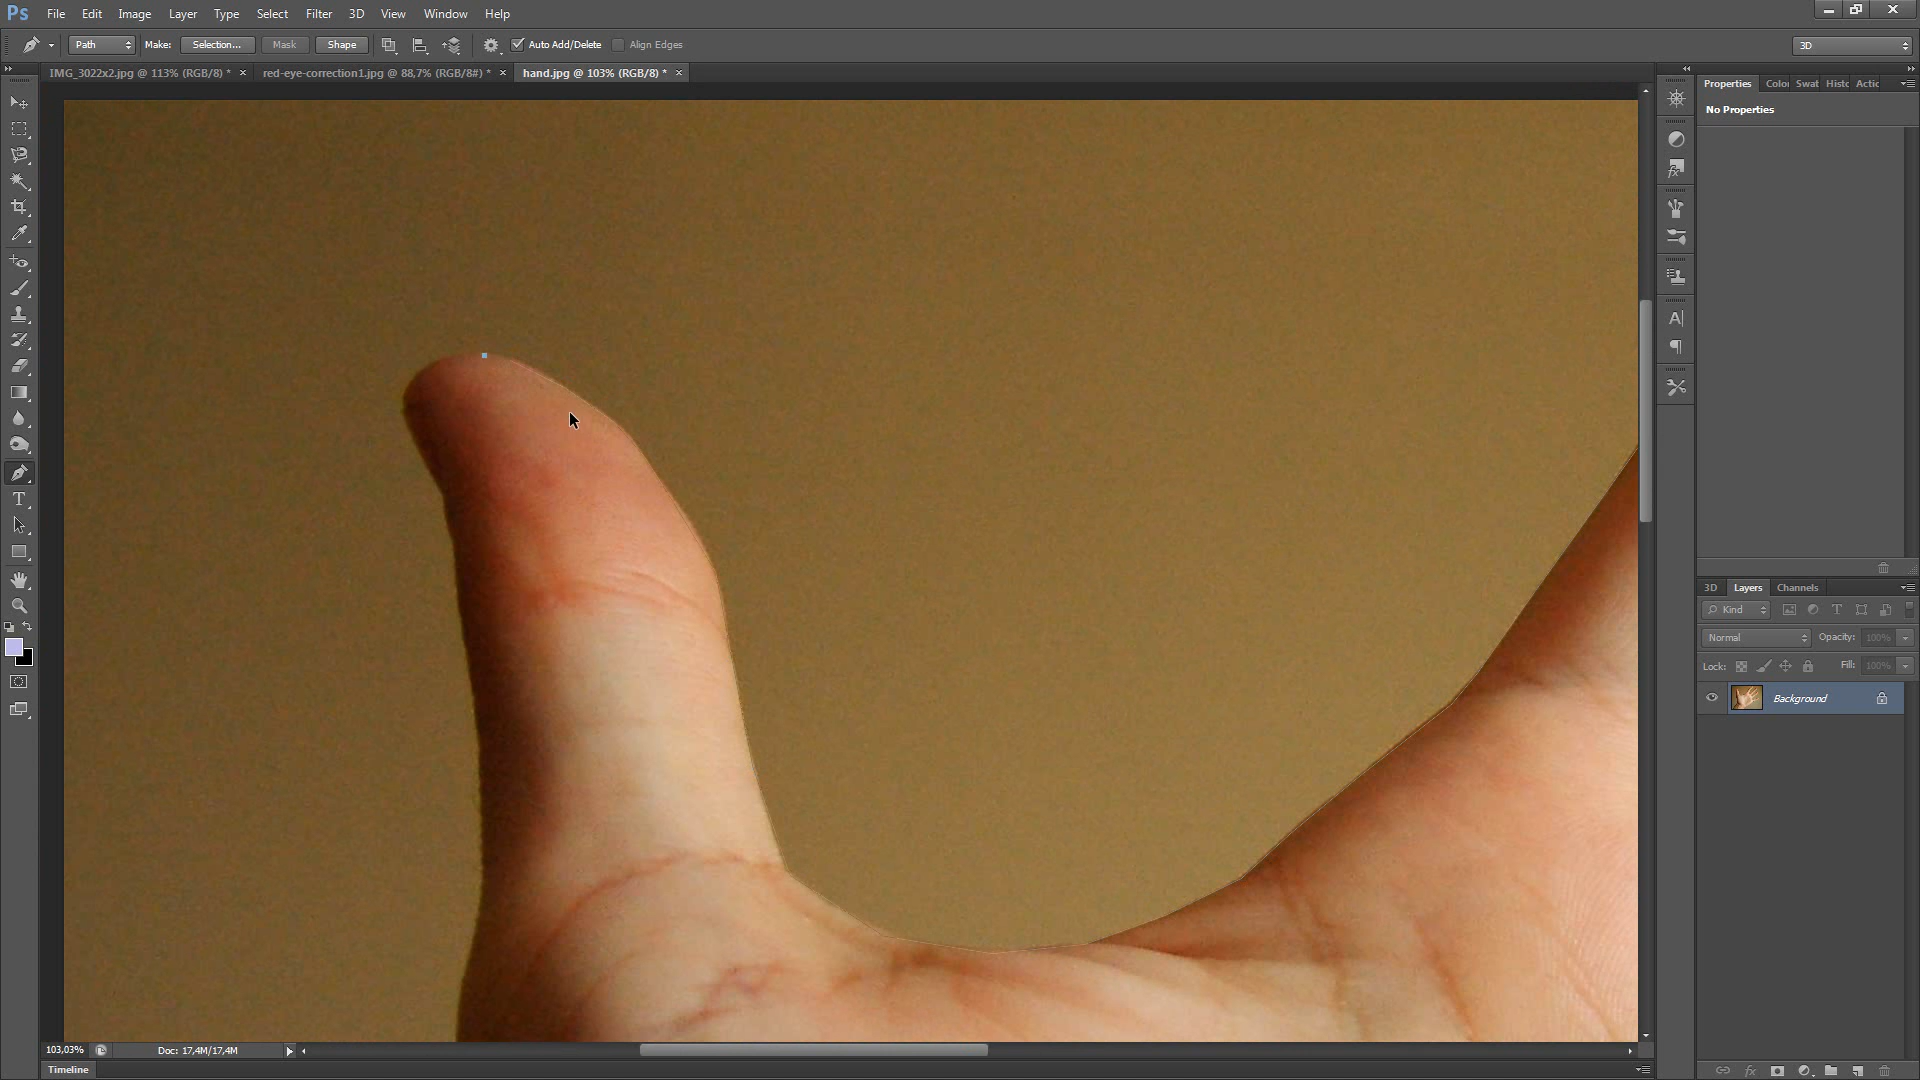 Ps File Edit Image Layer Type Select Filter 3D View Window Help
Path Make: Selection... Mask Shape Auto Add/Delete Align Edges 3D
IMG_3022x2.jpg @ 113% (RGB/8) * × red-eye-correction1.jpg @ 88,7% (RGB/8#) * × hand.jpg @ 103% (RGB/8) * ×
Properties Color Swat Histo Actio
No Properties
3D Layers Channels
Kind
Normal Opacity: 100%
Lock: Fill: 100%
Background
103,03% Doc: 17,4M/17,4M
Timeline